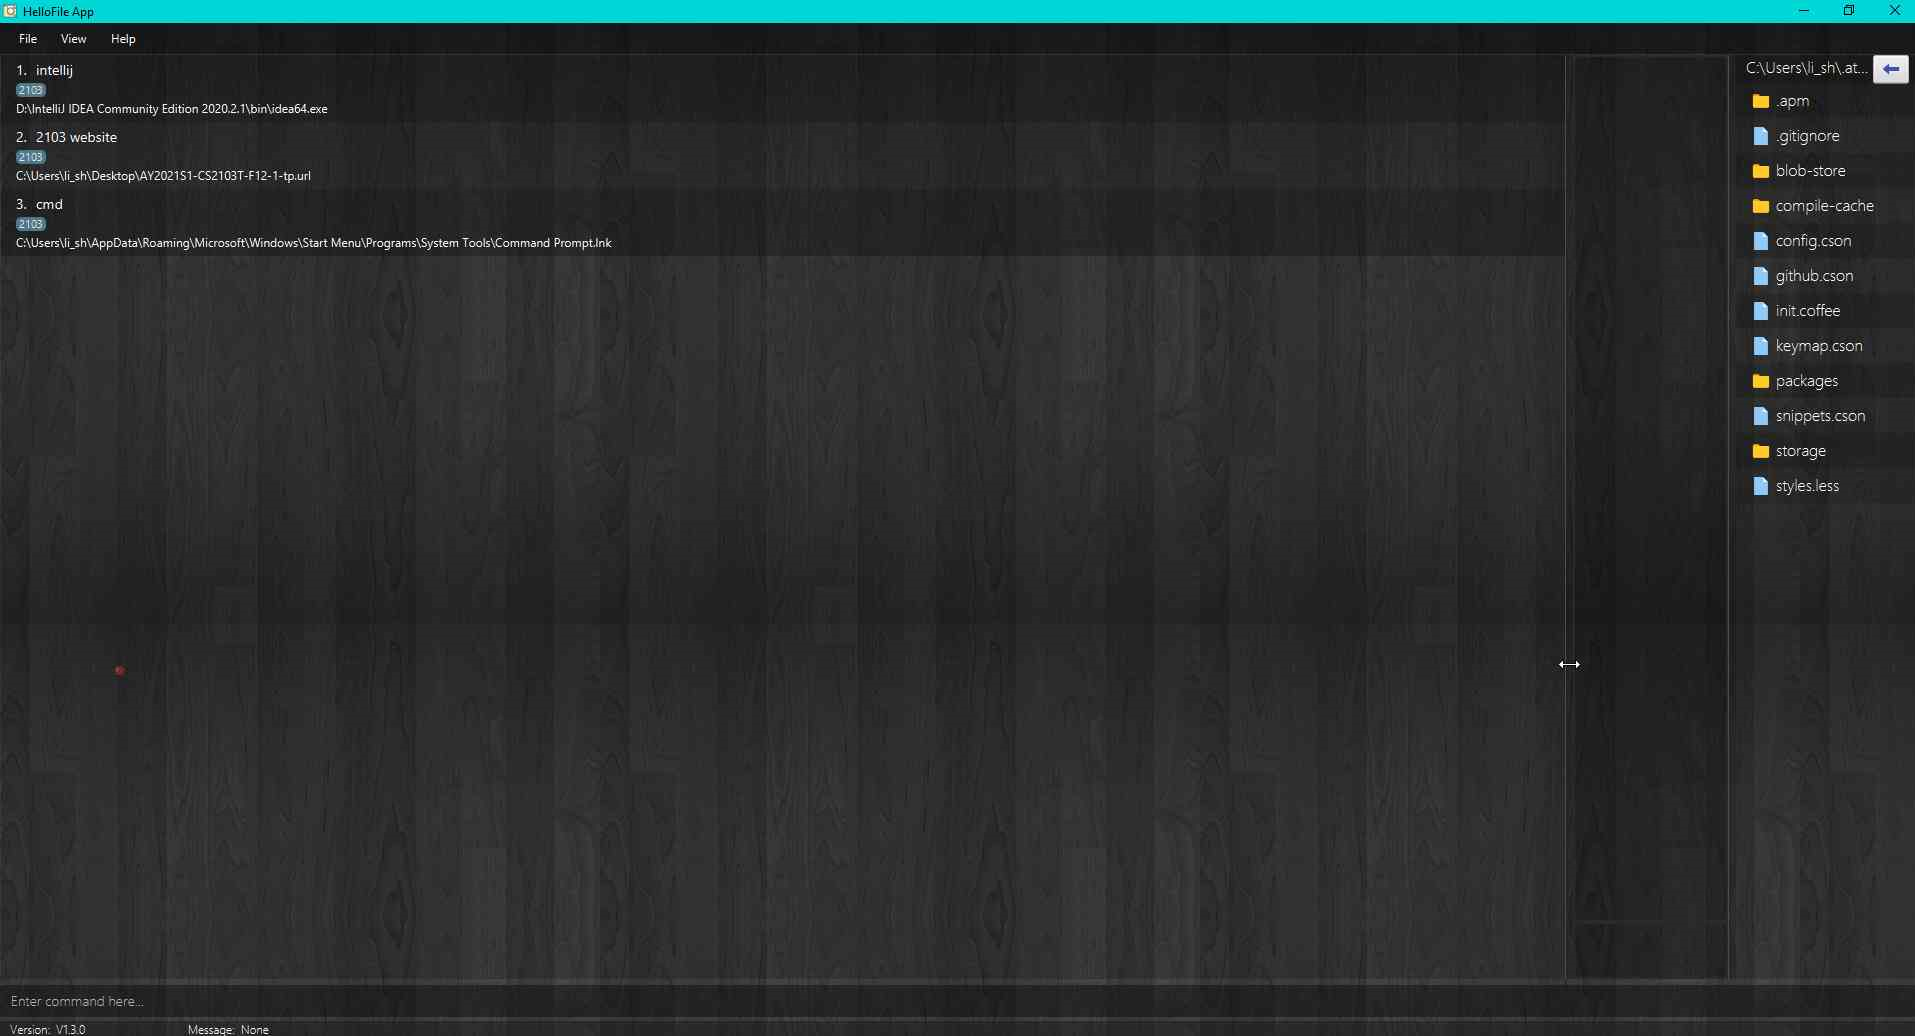 HelloFile App
File View Help
1. intellij
2103
D:\IntelliJ IDEA Community Edition 2020.2.1\bin\idea64.exe
2. 2103 website
2103
C:\Users\li_sh\Desktop\AY2021S1-CS2103T-F12-1-tp.url
3. cmd
2103
C:\Users\li_sh\AppData\Roaming\Microsoft\Windows\Start Menu\Programs\System Tools\Command Prompt.lnk
C:\Users\li_sh\.at...
.apm
.gitignore
blob-store
compile-cache
config.cson
github.cson
init.coffee
keymap.cson
packages
snippets.cson
storage
styles.less
Enter command here...
Version: V1.3.0 Message: None